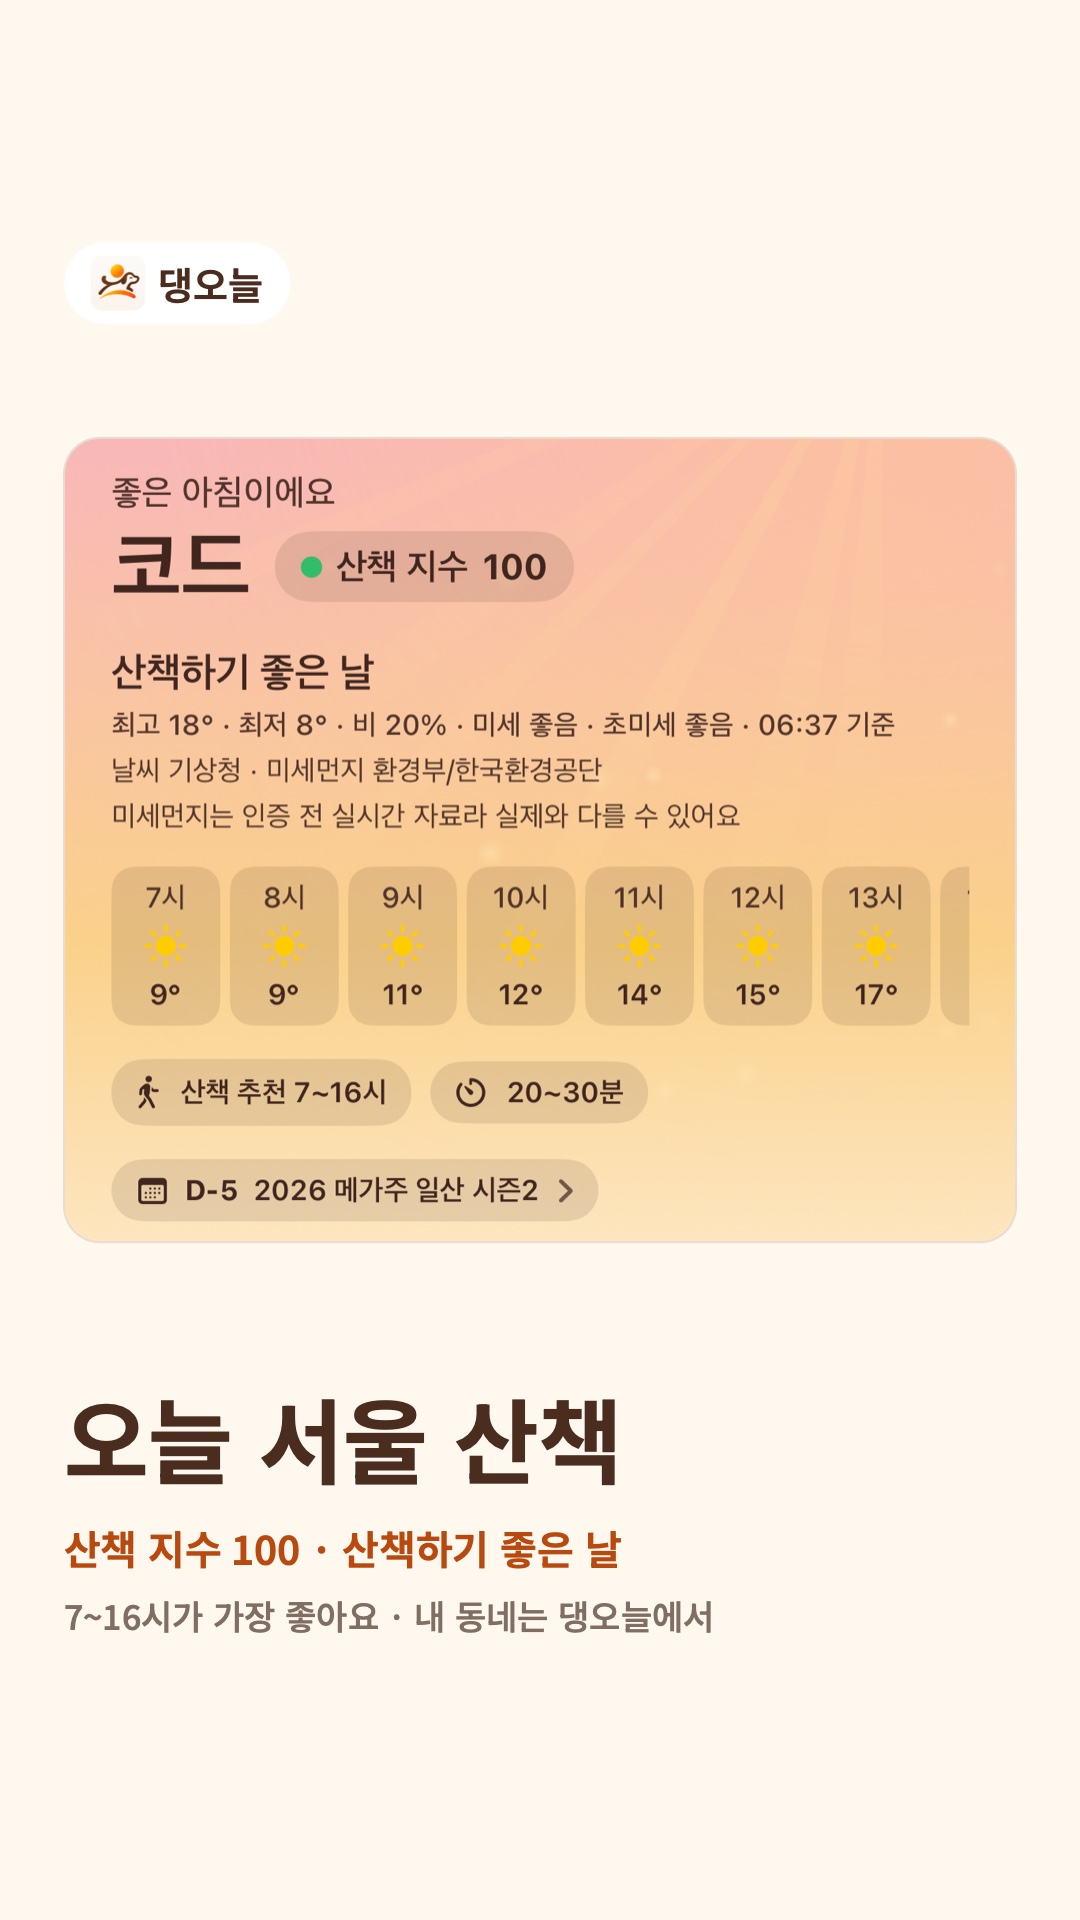 댕오늘
좋은 아침이에요
코드
산책 지수 100
산책하기 좋은 날
최고 18° · 최저 8° · 비 20% · 미세 좋음 · 초미세 좋음 · 06:37 기준
날씨 기상청 · 미세먼지 환경부/한국환경공단
미세먼지는 인증 전 실시간 자료라 실제와 다를 수 있어요
7시 8시 9시 10시 11시 12시 13시
9° 9° 11° 12° 14° 15° 17°
산책 추천 7~16시 20~30분
D-5 2026 메가주 일산 시즌2
오늘 서울 산책
산책 지수 100 · 산책하기 좋은 날
7~16시가 가장 좋아요 · 내 동네는 댕오늘에서